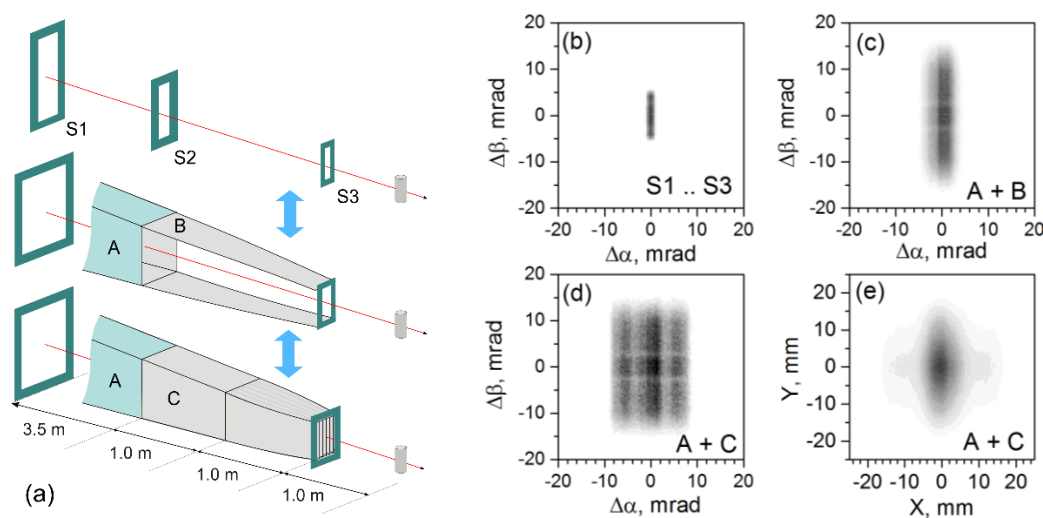 S1
S2
S3
A
B
A
C
3.5 m
1.0 m
1.0 m
1.0 m
(a)
(b)
20
10
0
-10
-20
Δβ, mrad
S1 .. S3
-20 -10 0 10 20
Δα, mrad
(c)
20
10
0
-10
-20
Δβ, mrad
A + B
-20 -10 0 10 20
Δα, mrad
(d)
20
10
0
-10
-20
Δβ, mrad
A + C
-20 -10 0 10 20
Δα, mrad
(e)
20
10
0
-10
-20
Y, mm
A + C
-20 -10 0 10 20
X, mm